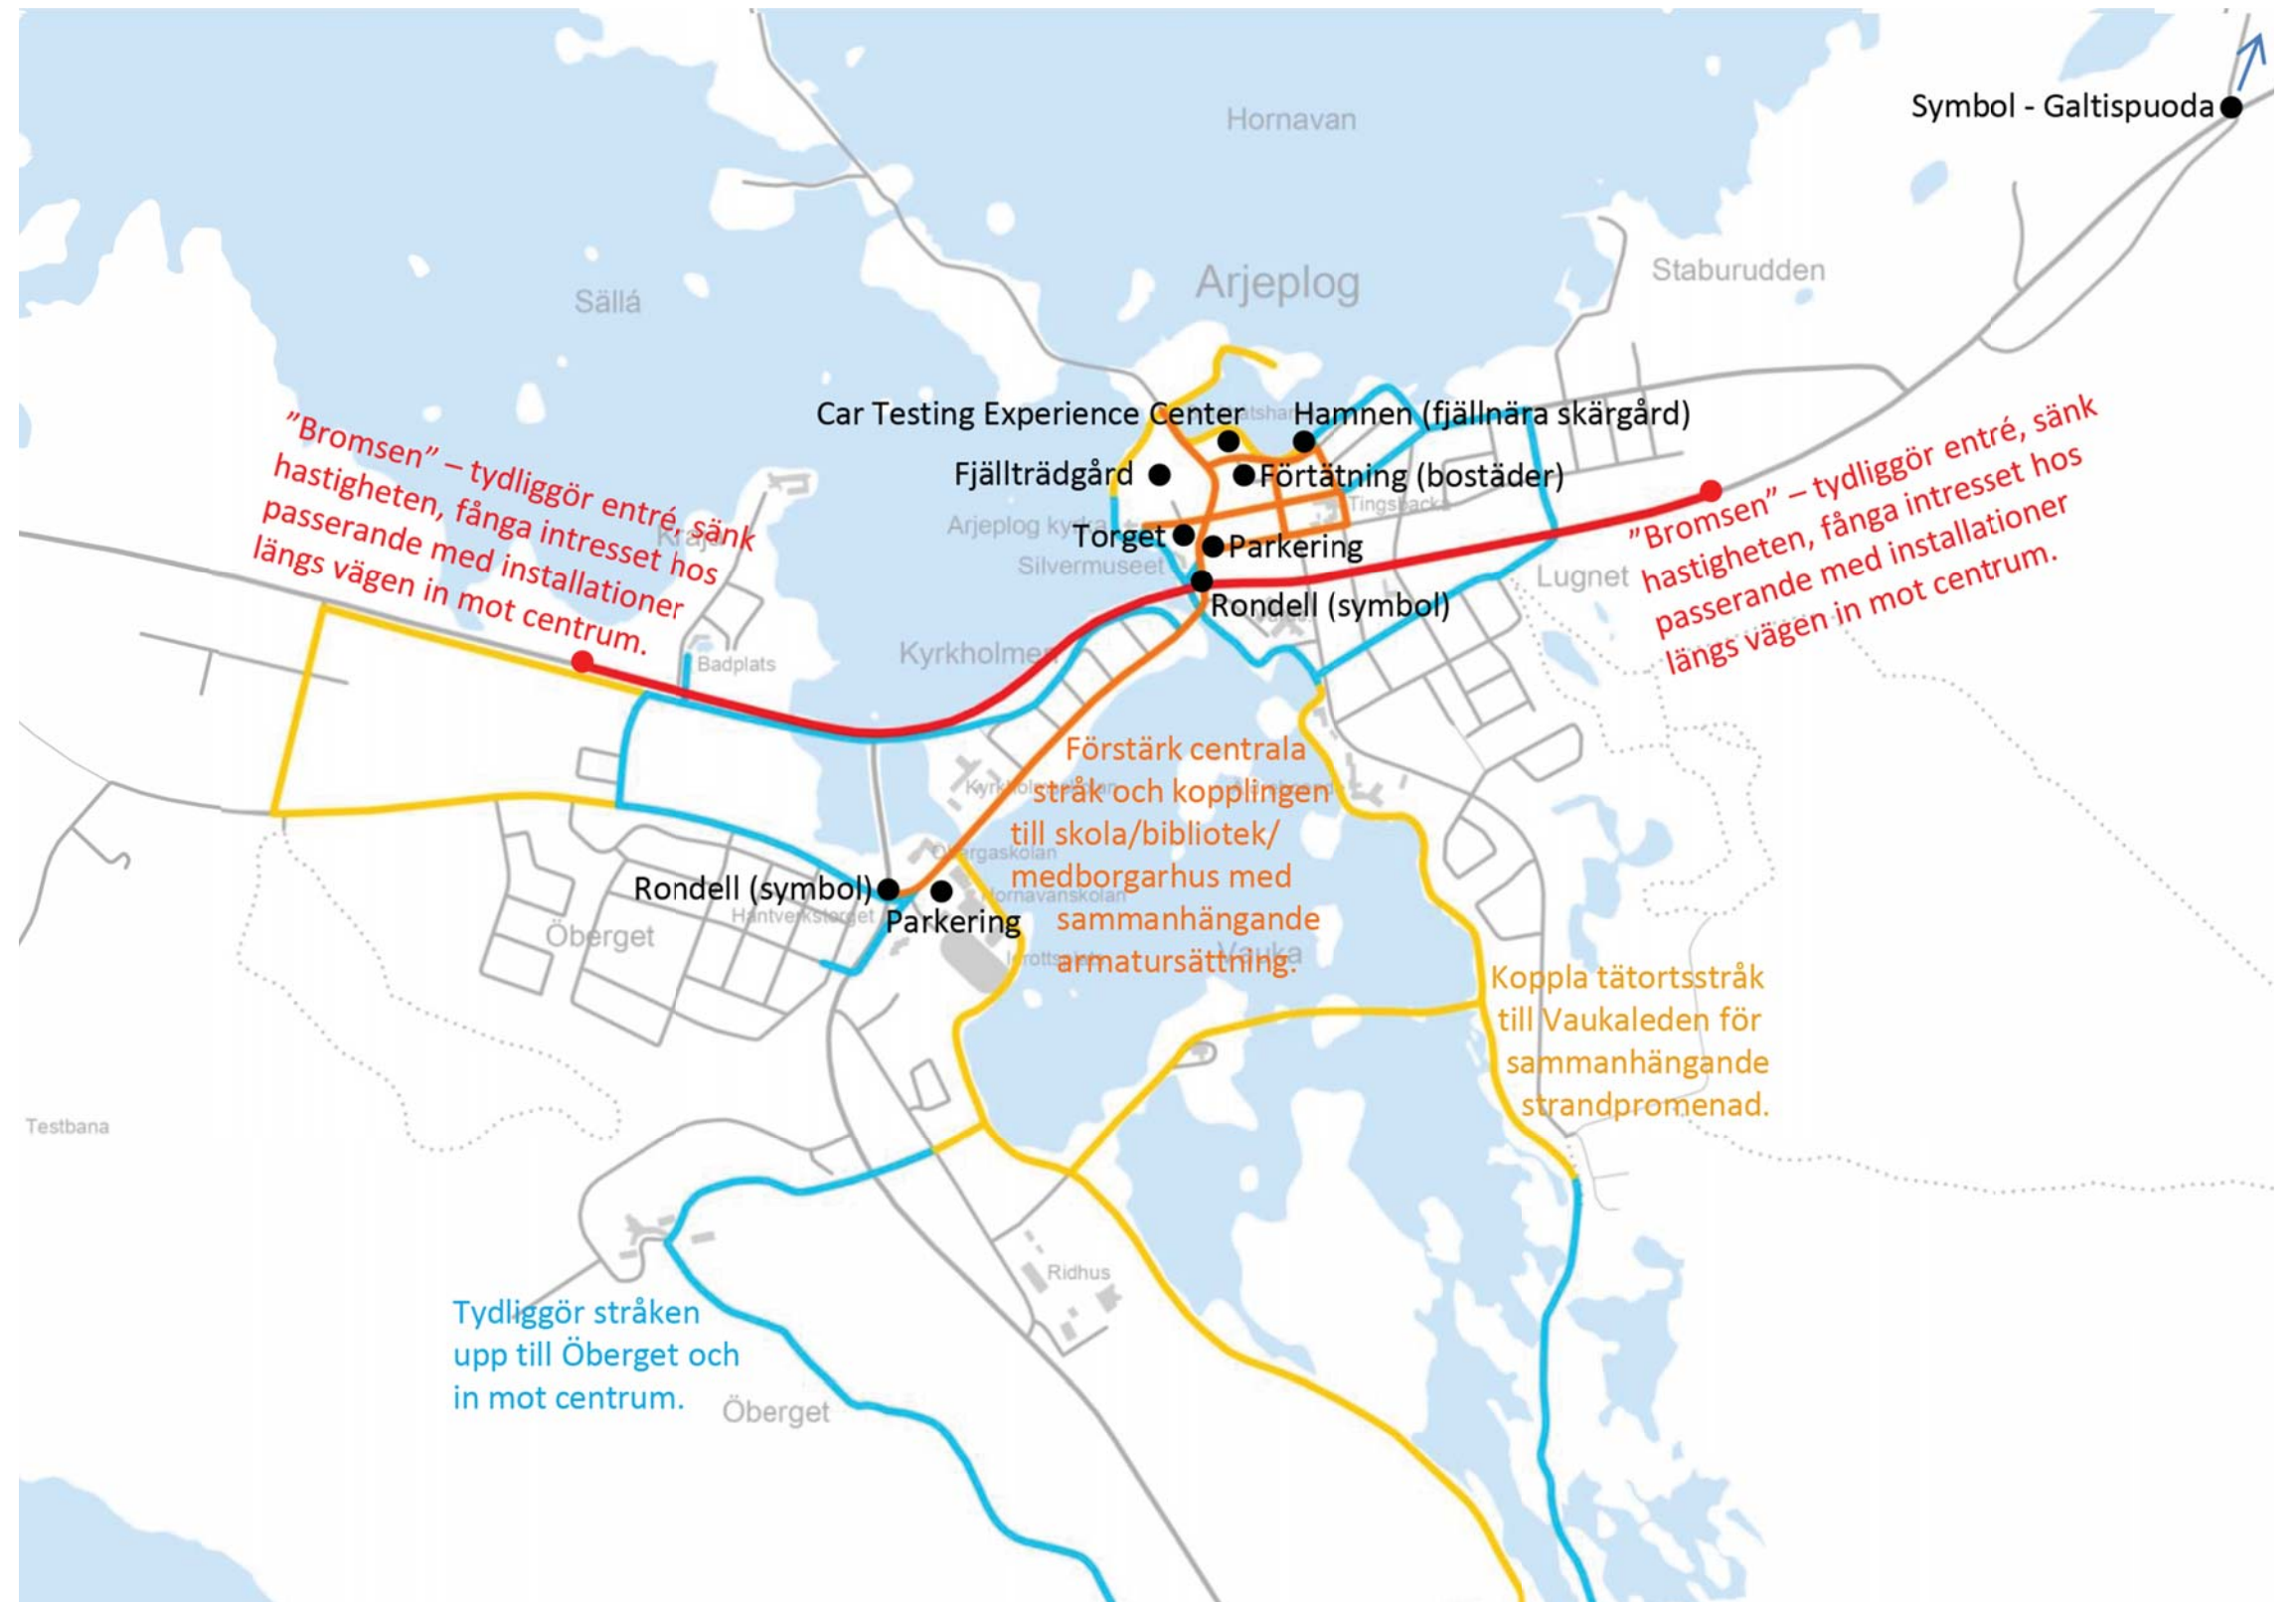 Hornavan
Symbol - Galtispuoda
Arjeplog
Staburudden
Sällá
Car Testing Experience Center
Hamnen (fjällnära skärgård)
Fjällträdgård
Förtätning (bostäder)
Tingsbacka
Arjeplog kyrka
Torget
Parkering
Silvermuseet
Rondell (symbol)
Lugnet
"Bromsen" – tydliggör entré, sänk
hastigheten, fånga intresset hos
passerande med installationer
längs vägen in mot centrum.
"Bromsen" – tydliggör entré, sänk
hastigheten, fånga intresset hos
passerande med installationer
längs vägen in mot centrum.
Kraja
Badplats
Kyrkholmen
Förstärk centrala
stråk och kopplingen
till skola/bibliotek/
medborgarhus med
sammanhängande
armatursättning.
Kyrkholmsskolan
Öbergaskolan
Hornavanskolan
Idrottsplats
Vauka
Rondell (symbol)
Parkering
Hantverkstorget
Öberget
Koppla tätortsstråk
till Vaukaleden för
sammanhängande
strandpromenad.
Testbana
Ridhus
Tydliggör stråken
upp till Öberget och
in mot centrum.
Öberget